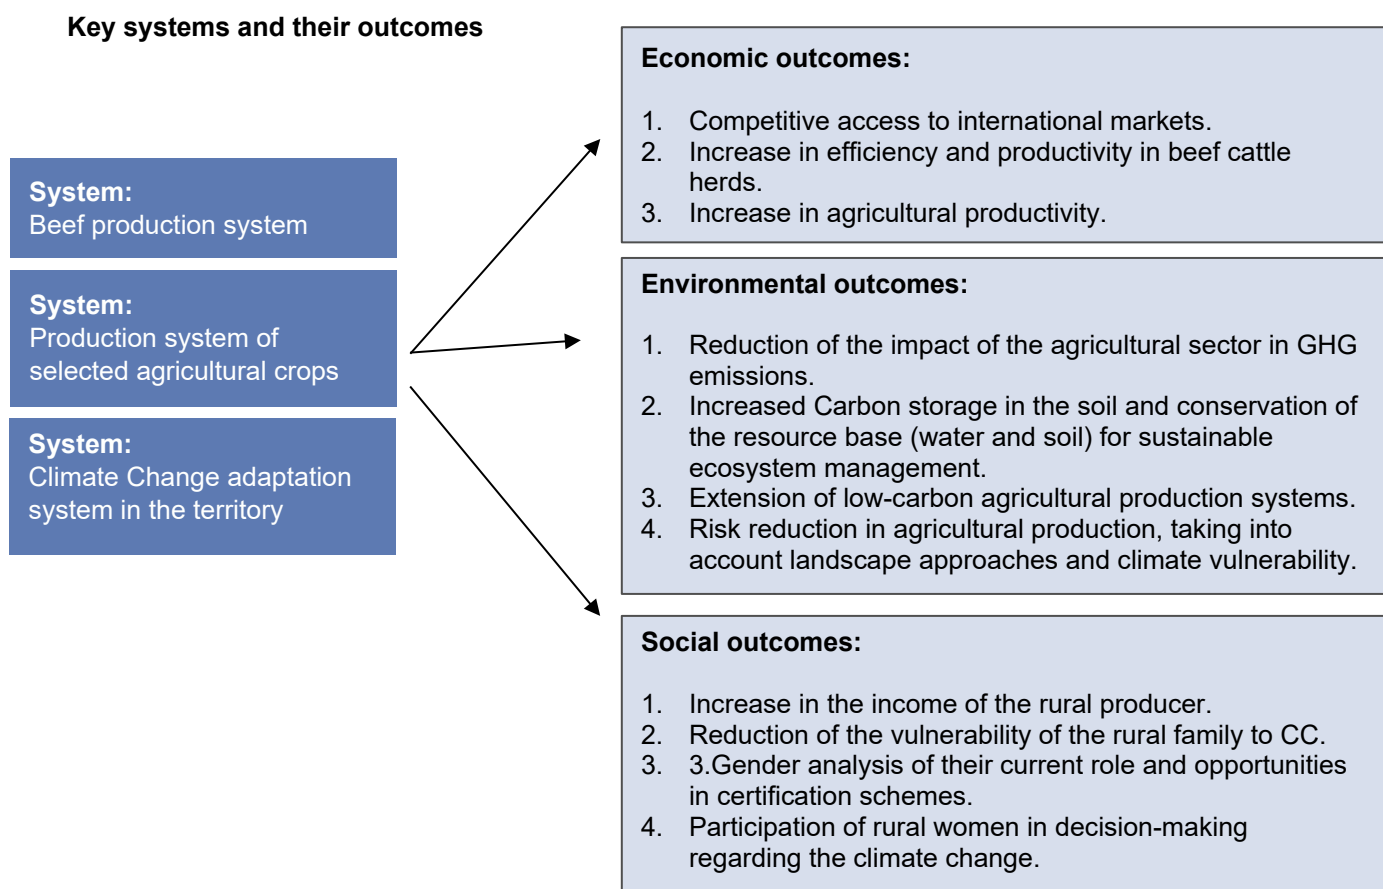 Key systems and their outcomes
System:
Beef production system
System:
Production system of
selected agricultural crops
System:
Climate Change adaptation
system in the territory
Economic outcomes:
1. Competitive access to international markets.
2. Increase in efficiency and productivity in beef cattle
herds.
3. Increase in agricultural productivity.
Environmental outcomes:
1. Reduction of the impact of the agricultural sector in GHG
emissions.
2. Increased Carbon storage in the soil and conservation of
the resource base (water and soil) for sustainable
ecosystem management.
3. Extension of low-carbon agricultural production systems.
4. Risk reduction in agricultural production, taking into
account landscape approaches and climate vulnerability.
Social outcomes:
1. Increase in the income of the rural producer.
2. Reduction of the vulnerability of the rural family to CC.
3. 3.Gender analysis of their current role and opportunities
in certification schemes.
4. Participation of rural women in decision-making
regarding the climate change.